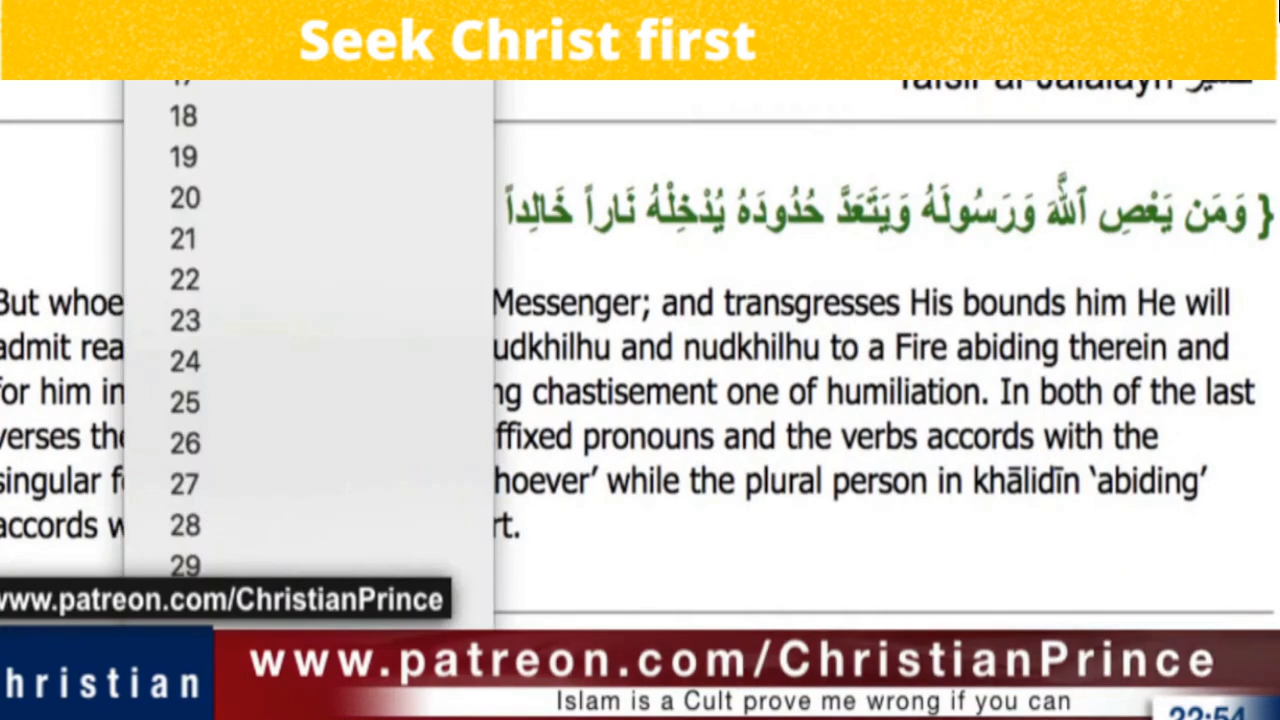 Seek Christ first
Tafsir al-Jalalayn
18
19
20
21
22
23
24
25
26
27
28
29
{ وَمَن يَعْصِ ٱللَّهَ وَرَسُولَهُ وَيَتَعَدَّ حُدُودَهُ يُدْخِلْهُ نَاراً خَالِداً
But whoe Messenger; and transgresses His bounds him He will
admit rea udkhilhu and nudkhilhu to a Fire abiding therein and
for him in ng chastisement one of humiliation. In both of the last
verses the ffixed pronouns and the verbs accords with the
singular f hoever’ while the plural person in khālidīn ‘abiding’
accords w rt.
www.patreon.com/ChristianPrince
hristian
www.patreon.com/ChristianPrince
Islam is a Cult prove me wrong if you can
22:54